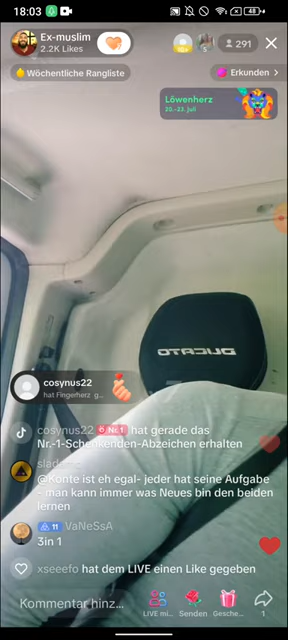 18:03
48
Ex-muslim
2.2K Likes
291
Wöchentliche Rangliste
Erkunden >
Löwenherz
20.-23. Juli
DUCATO
cosynus22
hat Fingerherz g...
cosynus22 Nr. 1 hat gerade das
Nr.-1-Schenkenden-Abzeichen erhalten
@Konte ist eh egal- jeder hat seine Aufgabe
- man kann immer was Neues bin den beiden
lernen
11 VaNeSsA
3in 1
xseeefo hat dem LIVE einen Like gegeben
Kommentar hinz...
LIVE mi...
Senden
Gesche...
1